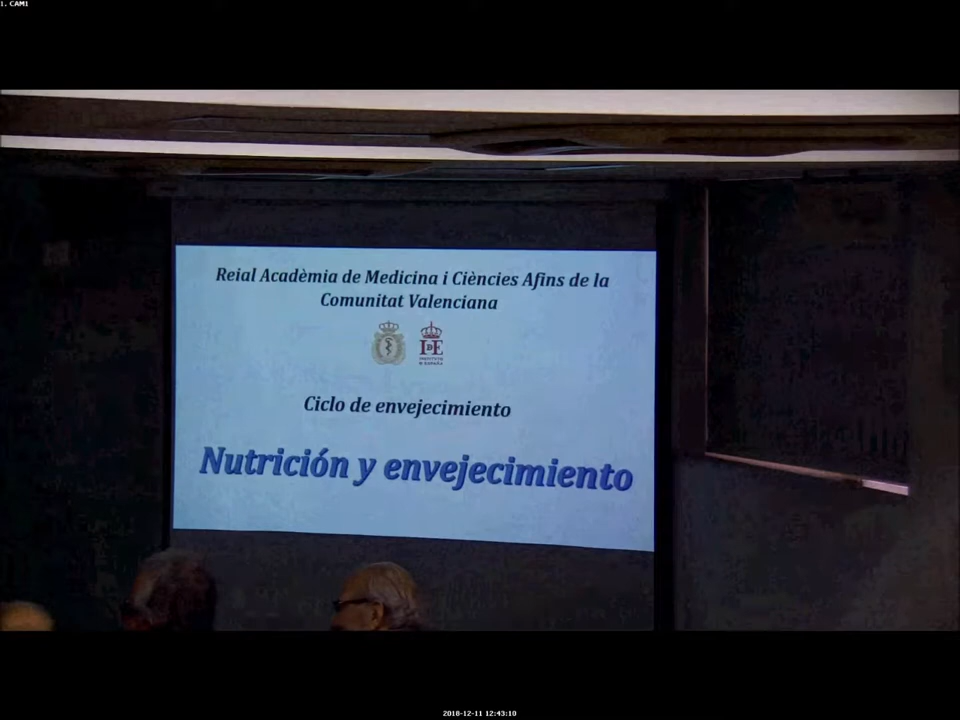 1. CAM1
Reial Acadèmia de Medicina i Ciències Afins de la
Comunitat Valenciana
Ciclo de envejecimiento
Nutrición y envejecimiento
2018-12-11 12:43:10